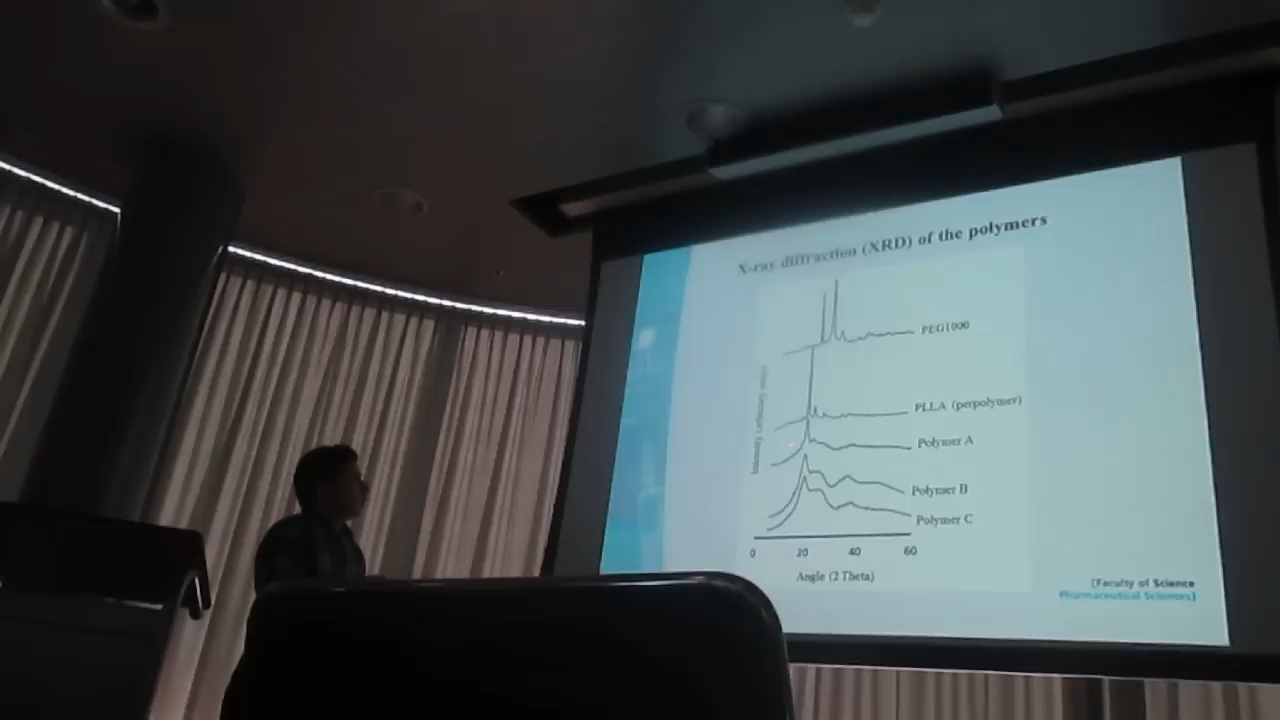 X-ray diffraction (XRD) of the polymers
PEG1000
PLLA (perpolymer)
Polymer A
Polymer B
Polymer C
0 20 40 60
Angle (2 Theta)
[Faculty of Science
Pharmaceutical Sciences]